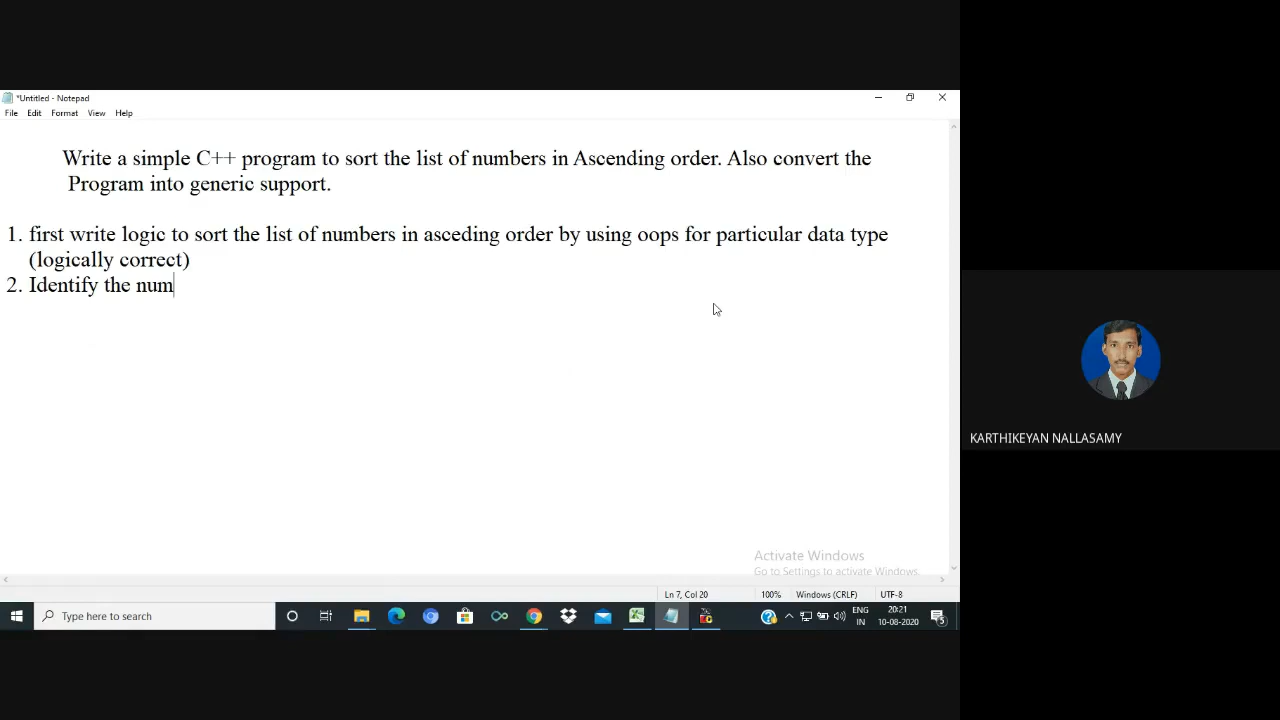 *Untitled - Notepad
File Edit Format View Help
Write a simple C++ program to sort the list of numbers in Ascending order. Also convert the
Program into generic support.
1. first write logic to sort the list of numbers in asceding order by using oops for particular data type
(logically correct)
2. Identify the num
KARTHIKEYAN NALLASAMY
Activate Windows
Go to Settings to activate Windows.
Ln 7, Col 20 100% Windows (CRLF) UTF-8
Type here to search
ENG
IN
20:21
10-08-2020
5